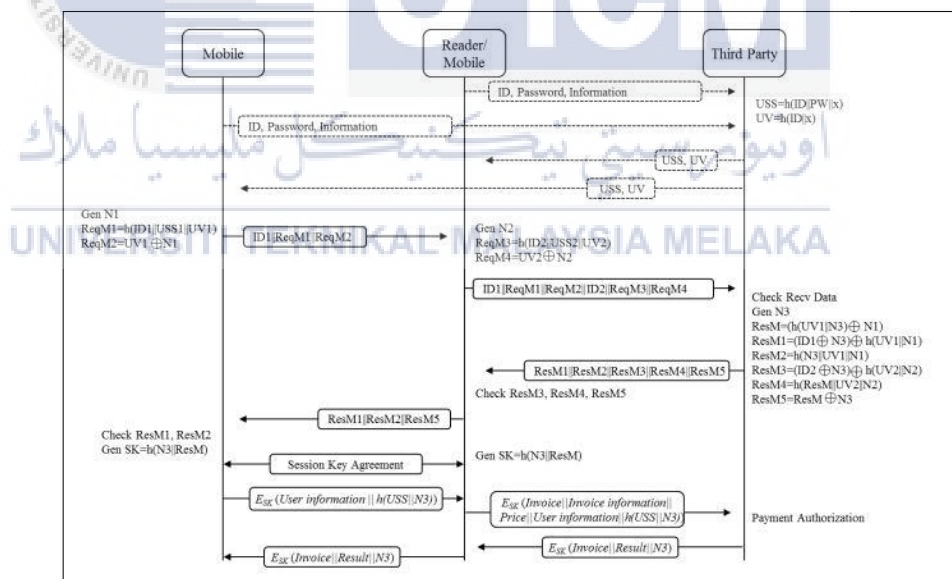 UTeM
UNIVERSITI
Mobile
Reader/
Mobile
Third Party
ID, Password, Information
USS=h(ID||PW||x)
UV=h(ID|x)
ID, Password, Information
اونيۏرسيتي تيكنيكل مليسيا ملاك
USS, UV
USS, UV
UNIVERSITI TEKNIKAL MALAYSIA MELAKA
Gen N1
ReqM1=h(ID1||USS1||UV1)
ReqM2=UV1⊕N1
ID1||ReqM1||ReqM2
Gen N2
ReqM3=h(ID2||USS2||UV2)
ReqM4=UV2⊕N2
ID1||ReqM1||ReqM2||ID2||ReqM3||ReqM4
Check Recv Data
Gen N3
ResM=(h(UV1||N3)⊕N1)
ResM1=(ID1⊕N3)⊕h(UV1||N1)
ResM2=h(N3||UV1||N1)
ResM3=(ID2⊕N3)⊕h(UV2||N2)
ResM4=h(ResM||UV2||N2)
ResM5=ResM⊕N3
ResM1||ResM2||ResM3||ResM4||ResM5
Check ResM3, ResM4, ResM5
ResM1||ResM2||ResM5
Check ResM1, ResM2
Gen SK=h(N3||ResM)
Session Key Agreement
Gen SK=h(N3||ResM)
E_SK (User information || h(USS||N3))
E_SK (Invoice||Invoice information||
Price||User information||h(USS||N3))
Payment Authorization
E_SK (Invoice||Result||N3)
E_SK (Invoice||Result||N3)